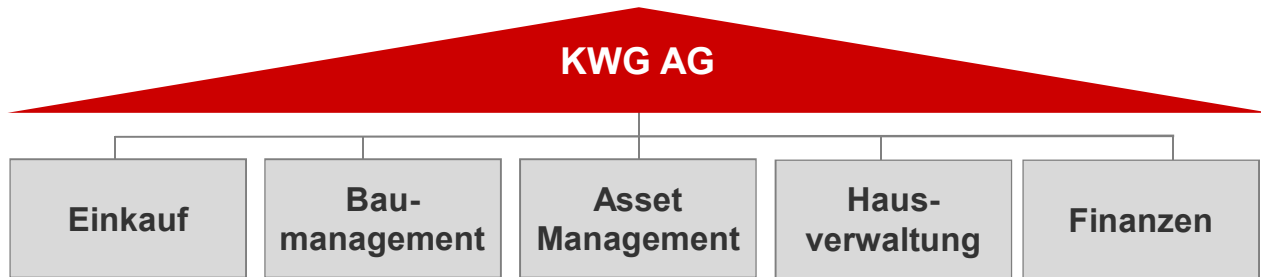 KWG AG
Einkauf
Bau-
management
Asset
Management
Haus-
verwaltung
Finanzen